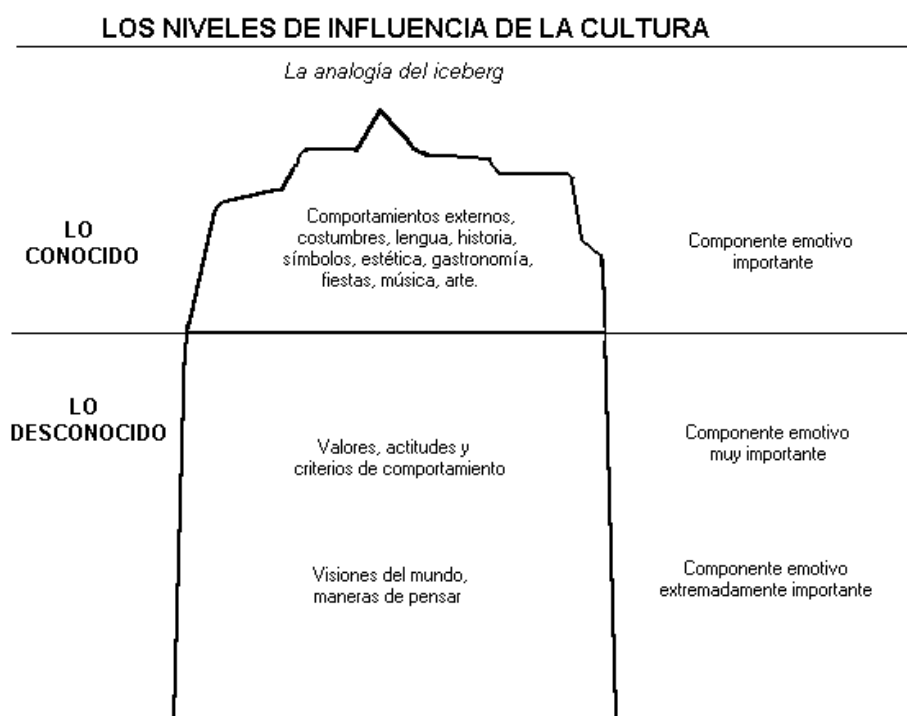 LOS NIVELES DE INFLUENCIA DE LA CULTURA
La analogía del iceberg
LO
CONOCIDO
Comportamientos externos,
costumbres, lengua, historia,
símbolos, estética, gastronomía,
fiestas, música, arte.
Componente emotivo
importante
LO
DESCONOCIDO
Valores, actitudes y
criterios de comportamiento
Componente emotivo
muy importante
Visiones del mundo,
maneras de pensar
Componente emotivo
extremadamente importante